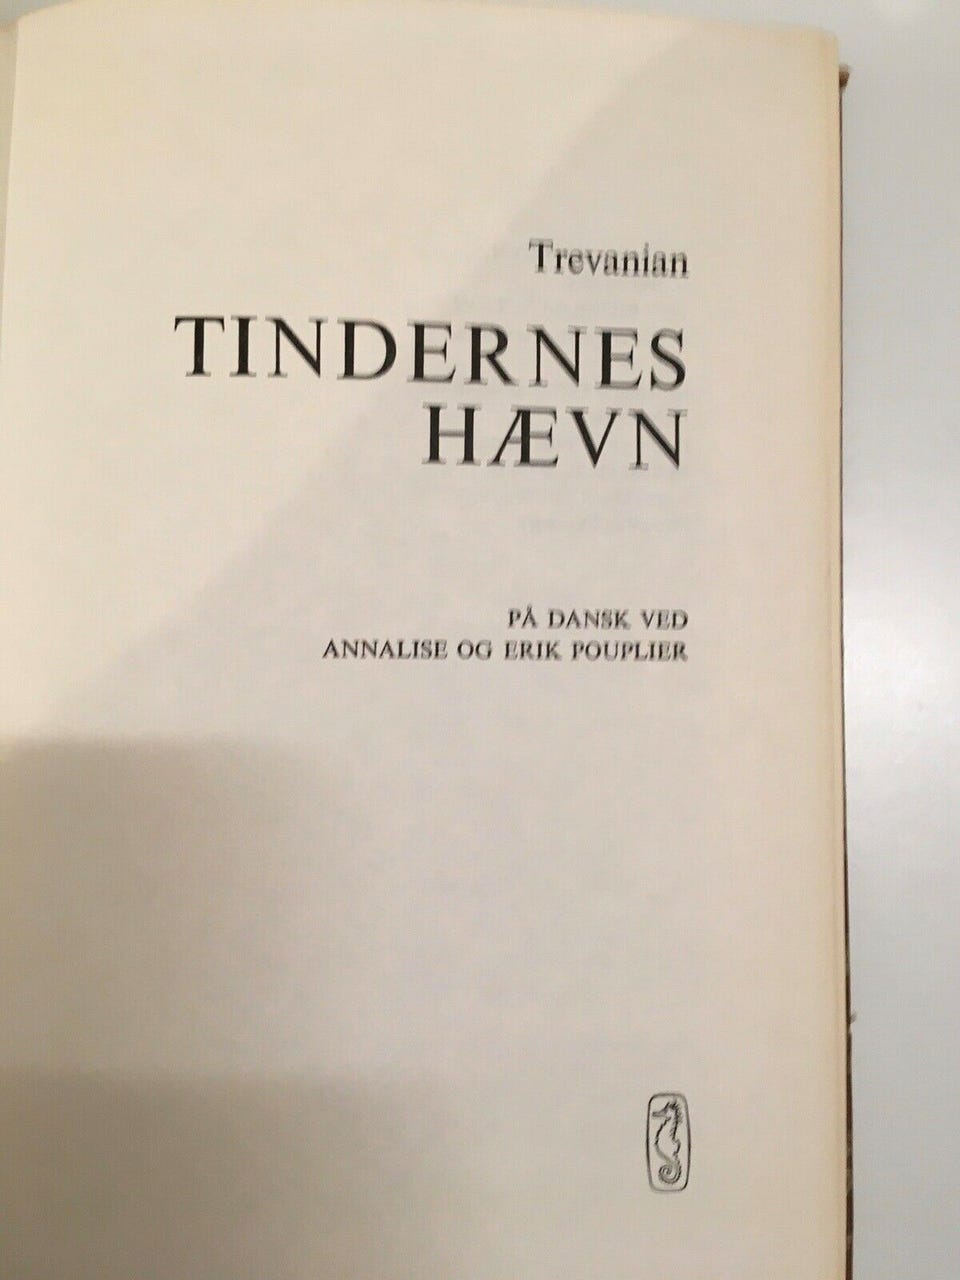 Trevanian
TINDERNES
HÆVN
PÅ DANSK VED
ANNALISE OG ERIK POUPLIER